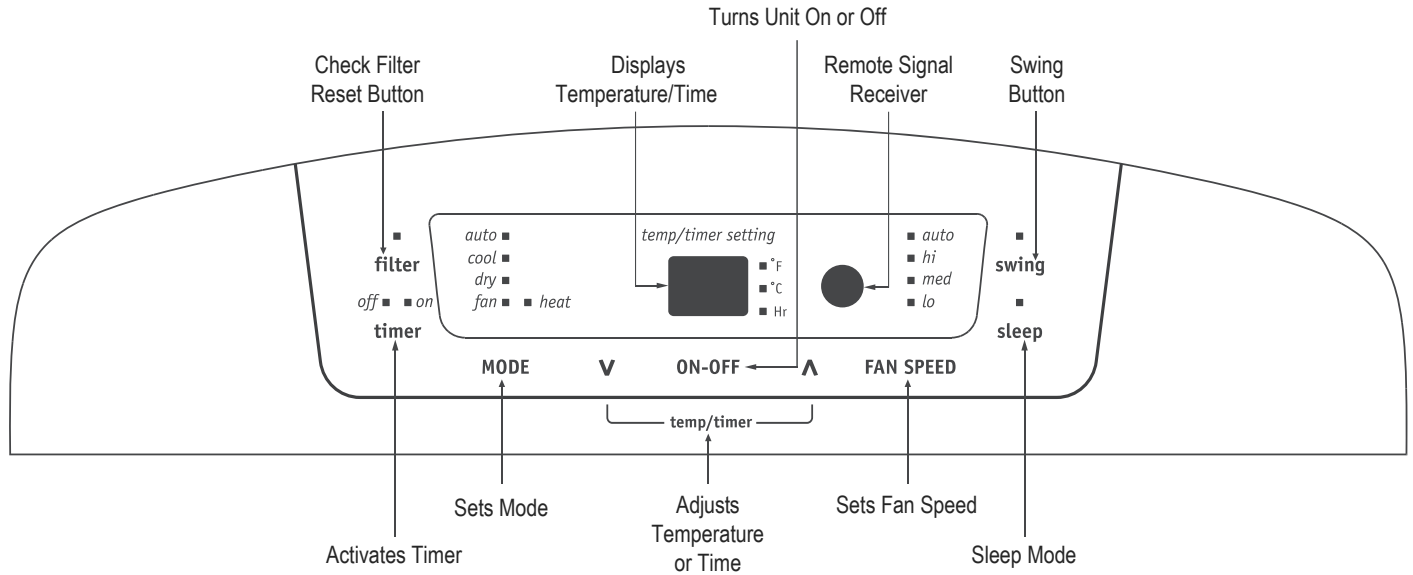 Turns Unit On or Off
Check Filter
Reset Button
Displays
Temperature/Time
Remote Signal
Receiver
Swing
Button
auto
cool
dry
fan
heat
temp/timer setting
°F
°C
Hr
auto
hi
med
lo
filter
off
on
timer
swing
sleep
MODE
V
ON-OFF
Λ
FAN SPEED
temp/timer
Sets Mode
Adjusts
Temperature
or Time
Sets Fan Speed
Activates Timer
Sleep Mode